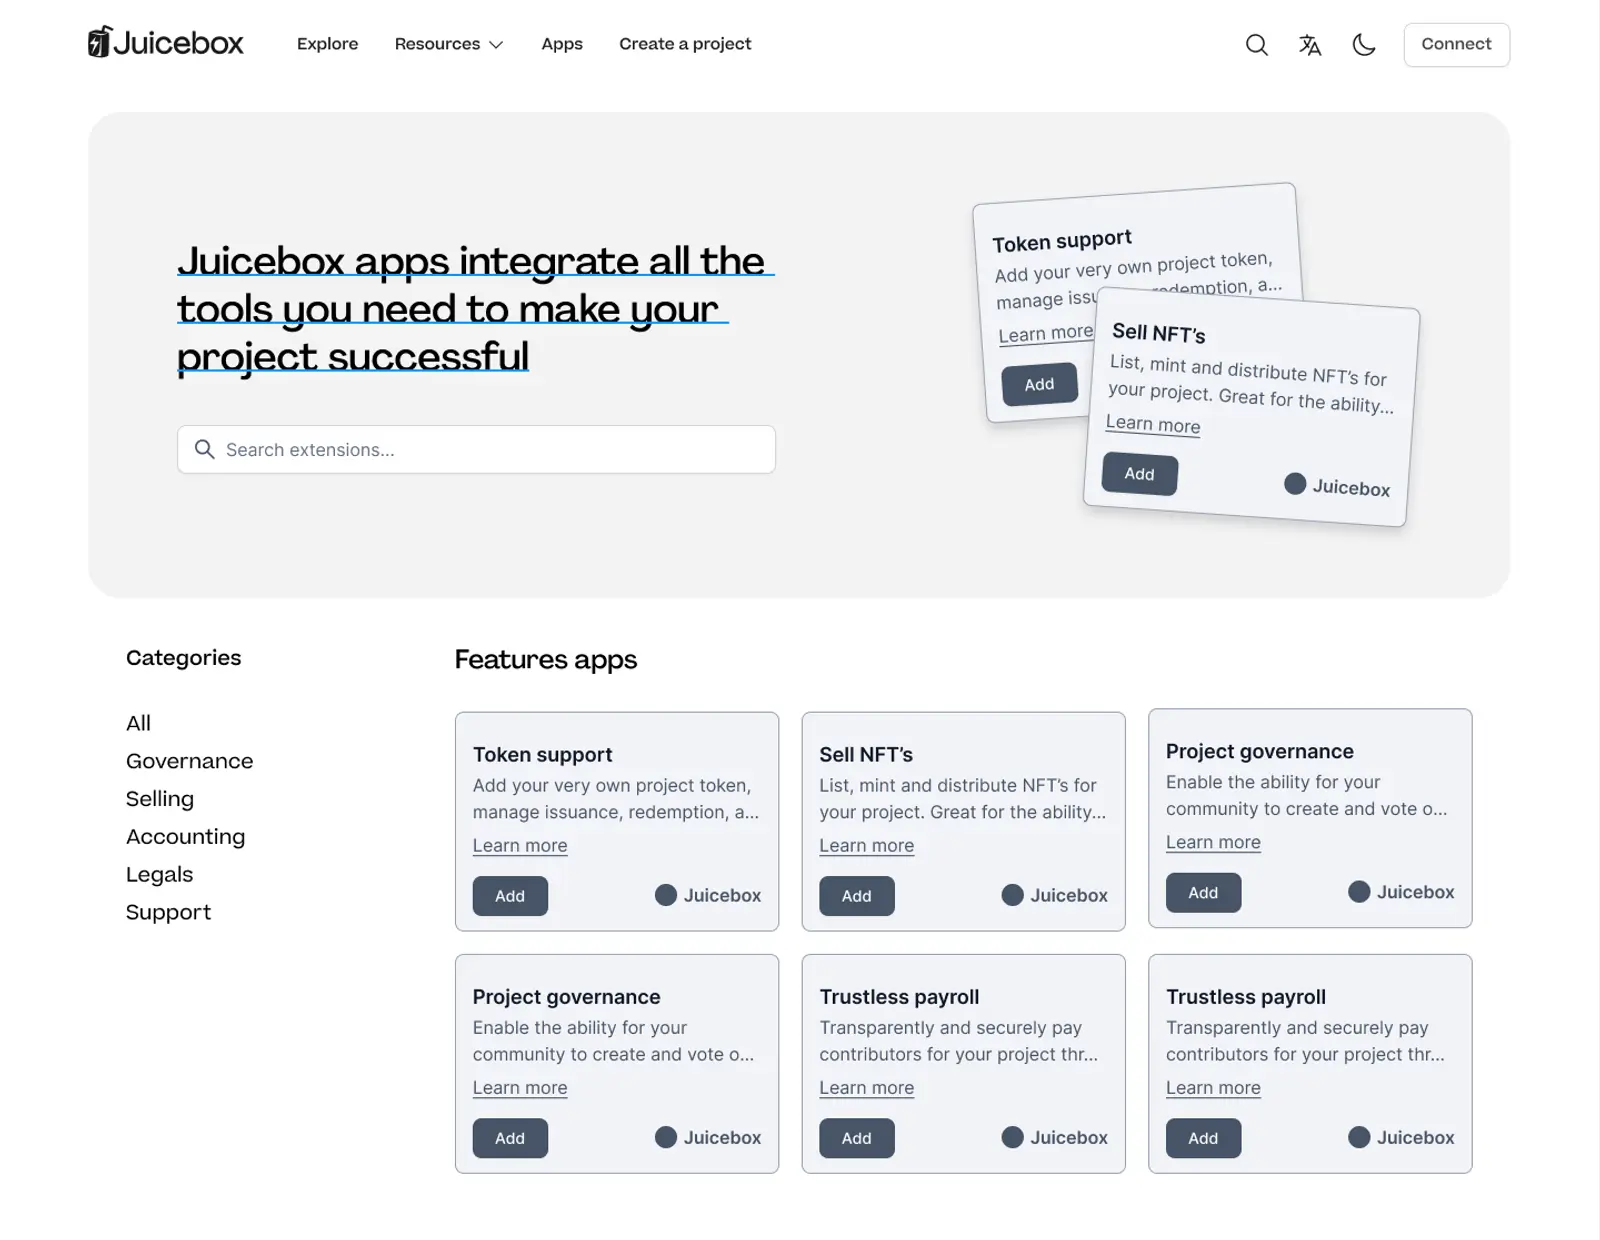 Juicebox
Explore
Resources
Apps
Create a project
Connect
Juicebox apps integrate all the
tools you need to make your
project successful
Search extensions...
Token support
Add your very own project token,
manage issu redemption, a...
Learn more
Add
Sell NFT's
List, mint and distribute NFT's for
your project. Great for the ability...
Learn more
Add
Juicebox
Categories
All
Governance
Selling
Accounting
Legals
Support
Features apps
Token support
Add your very own project token,
manage issuance, redemption, a...
Learn more
Add
Juicebox
Sell NFT's
List, mint and distribute NFT's for
your project. Great for the ability...
Learn more
Add
Juicebox
Project governance
Enable the ability for your
community to create and vote o...
Learn more
Add
Juicebox
Project governance
Enable the ability for your
community to create and vote o...
Learn more
Add
Juicebox
Trustless payroll
Transparently and securely pay
contributors for your project thr...
Learn more
Add
Juicebox
Trustless payroll
Transparently and securely pay
contributors for your project thr...
Learn more
Add
Juicebox